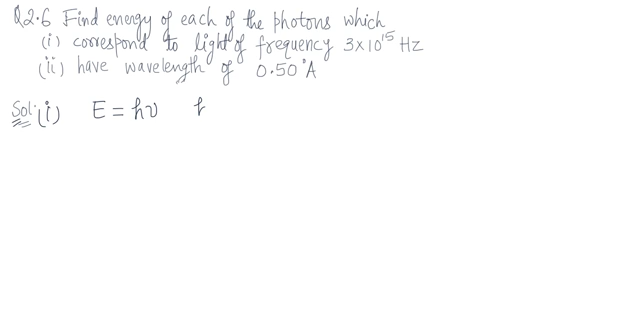 Q2.6 Find energy of each of the photons which
(i) correspond to light of frequency 3×10¹⁵ Hz
(ii) have wavelength of 0.50 °A
Sol: (i) E = hν h